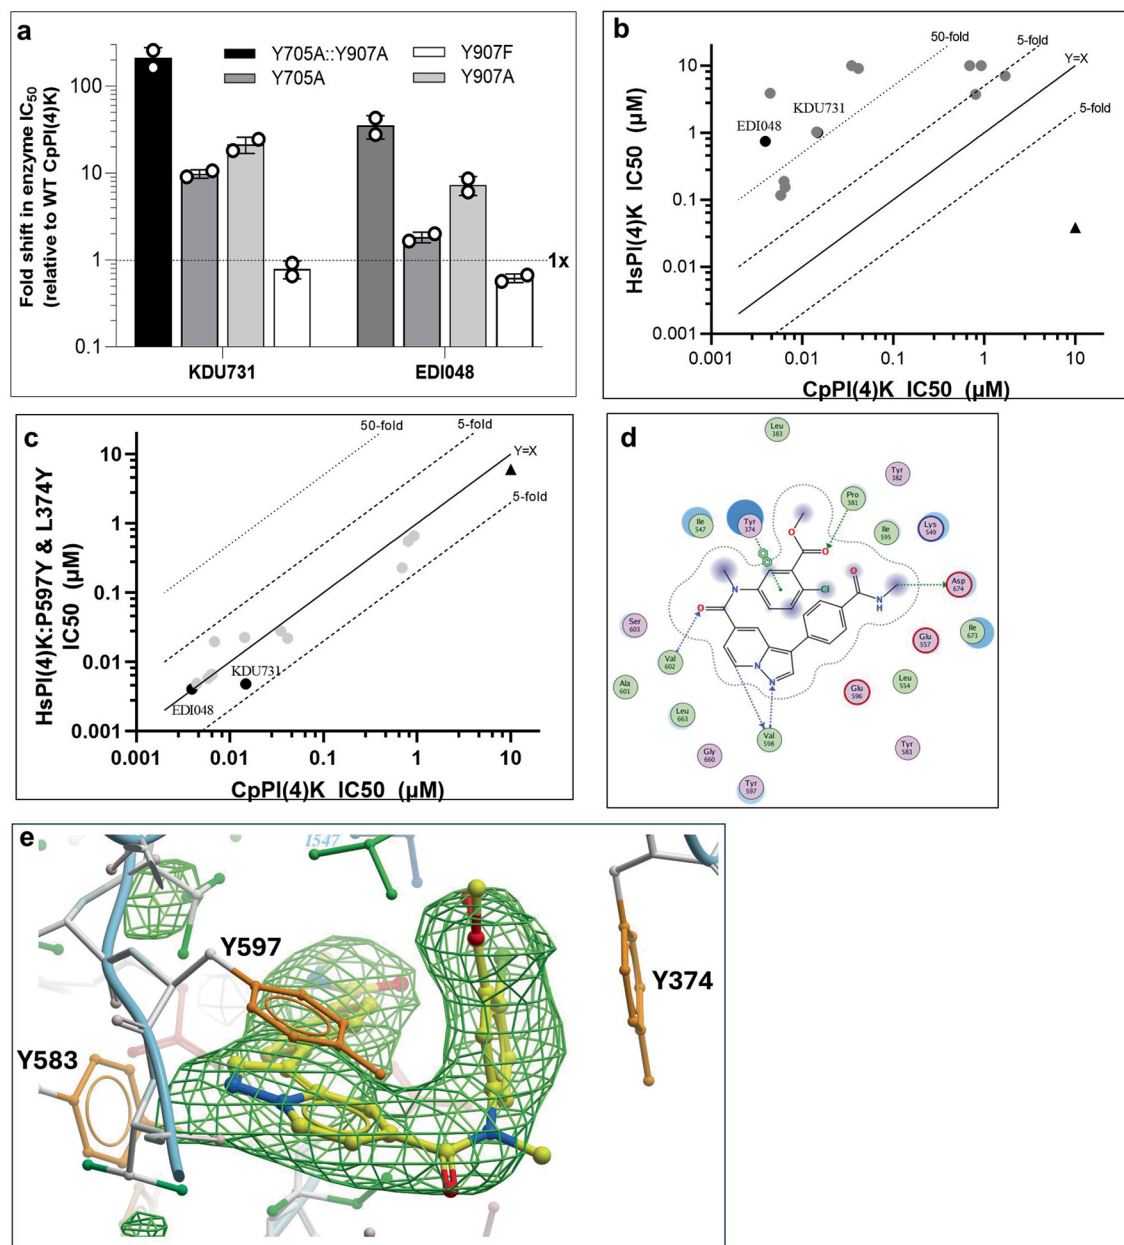 a
Fold shift in enzyme IC50
(relative to WT CpPI(4)K)
100
10
1
0.1
Y705A::Y907A
Y705A
Y907F
Y907A
1x
KDU731
EDI048
b
HsPI(4)K IC50 (μM)
10
1
0.1
0.01
0.001
50-fold
5-fold
Y=X
5-fold
KDU731
EDI048
0.001
0.01
0.1
1
10
CpPI(4)K IC50 (μM)
c
HsPI(4)K:P597Y & L374Y
IC50 (μM)
10
1
0.1
0.01
0.001
50-fold
5-fold
Y=X
5-fold
KDU731
EDI048
0.001
0.01
0.1
1
10
CpPI(4)K IC50 (μM)
d
Leu
383
Tyr
382
Pro
381
Ile
547
Tyr
374
Ile
595
Lys
549
O
O
Cl
O
N
N
H
Asp
674
O
Ser
603
Glu
557
Ile
673
Val
602
N
N
Ala
601
Leu
554
Glu
596
Leu
663
Val
598
Gly
660
Tyr
583
Tyr
597
e
I547
Y597
Y374
Y583